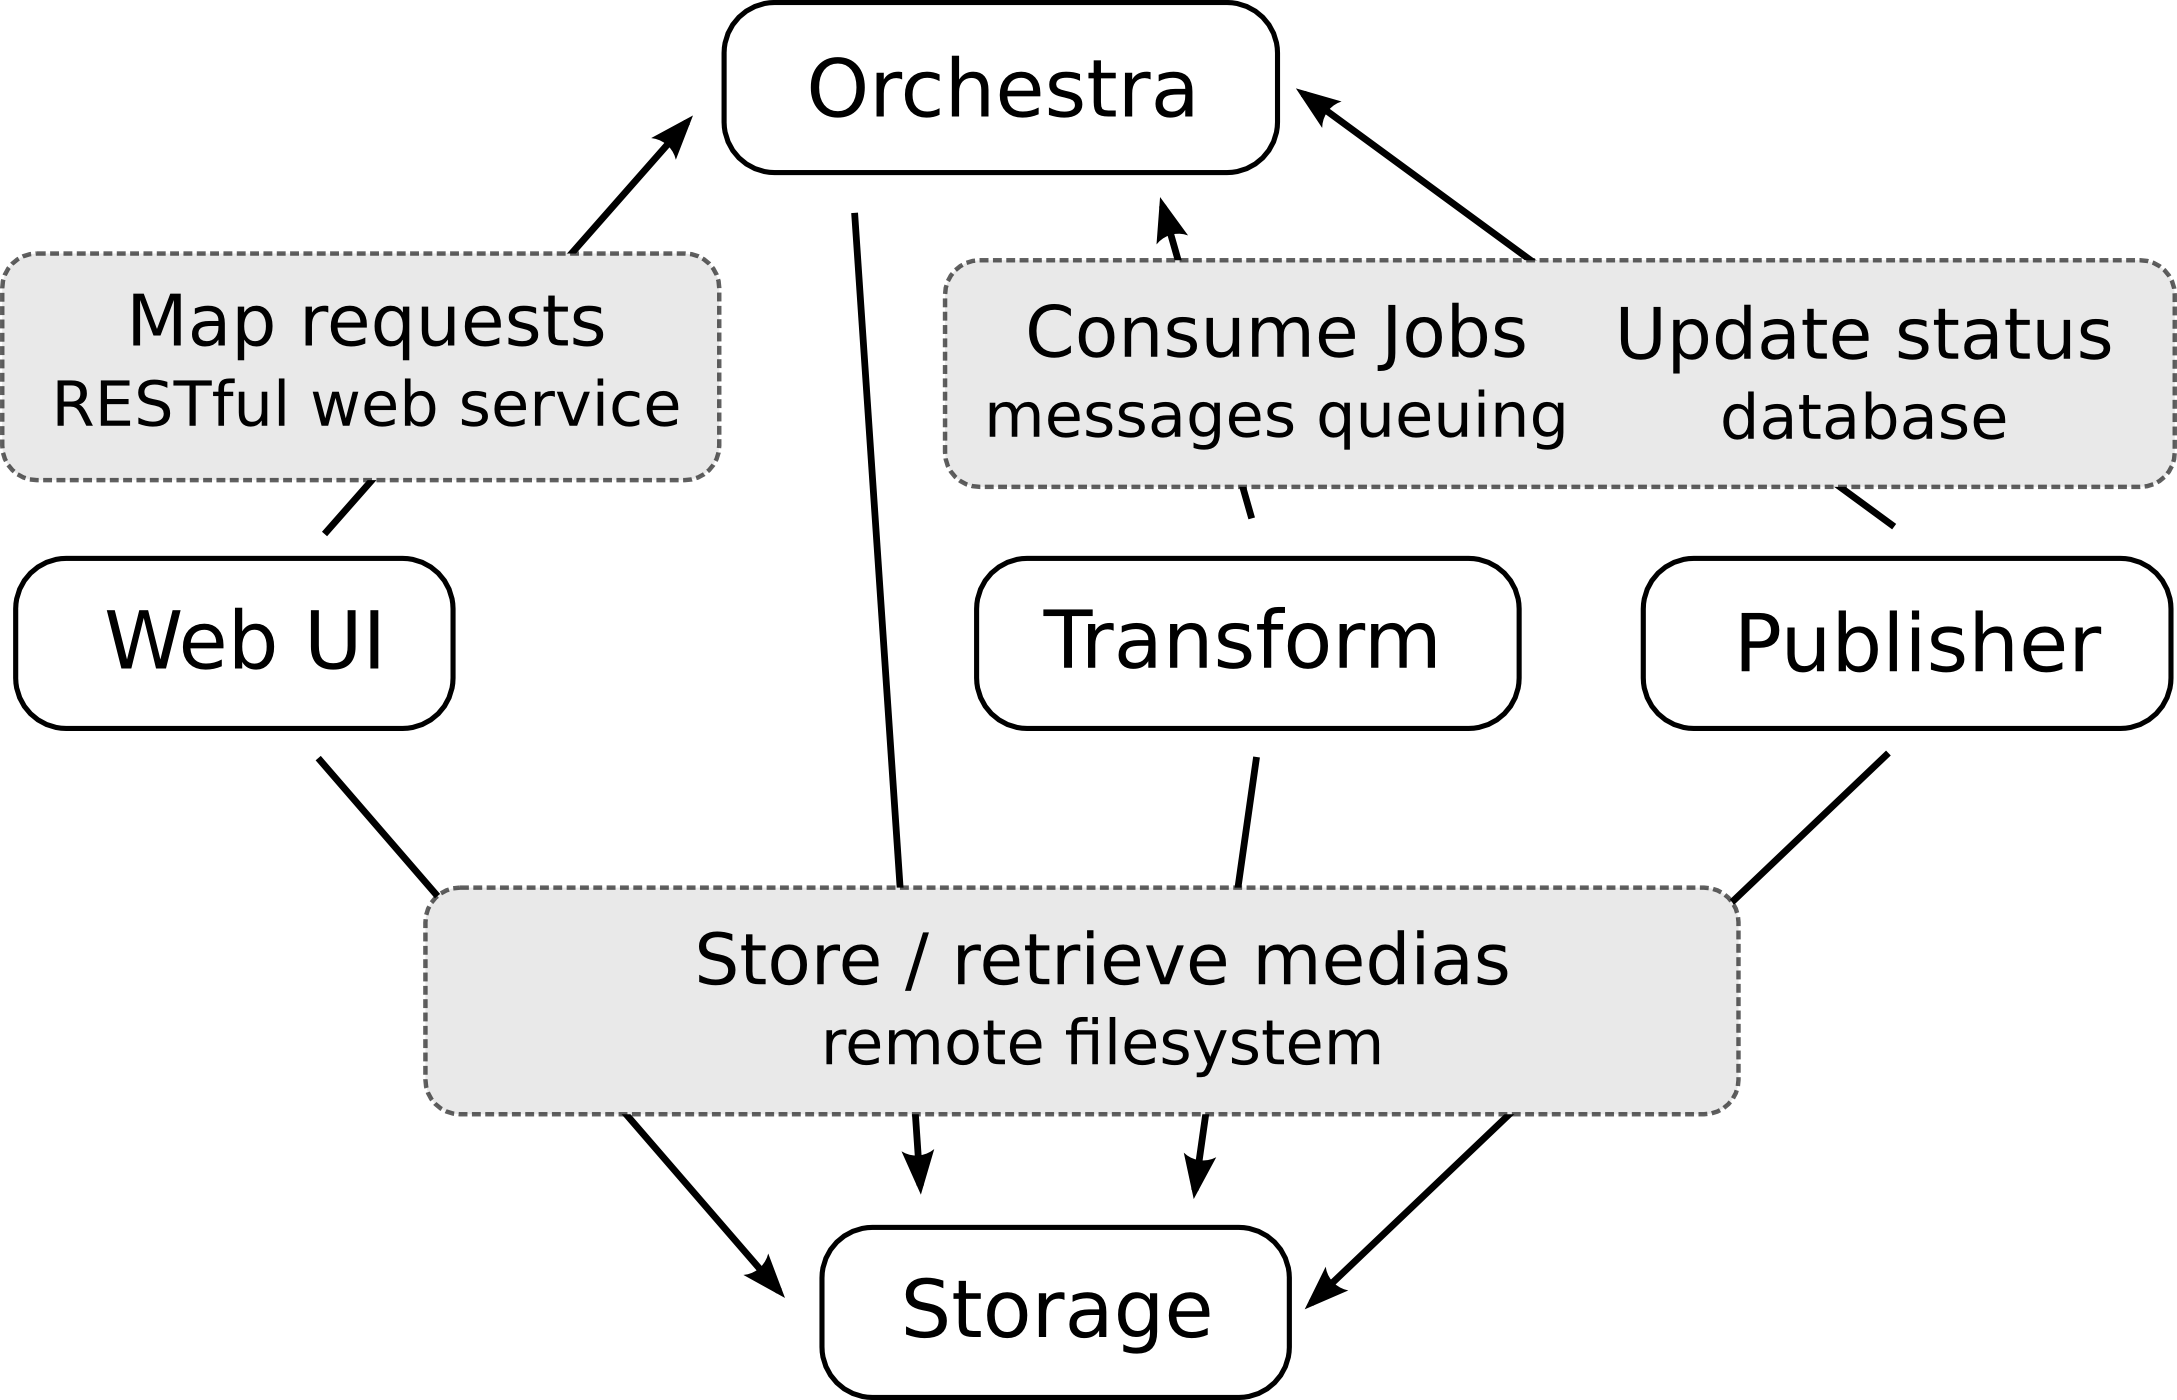 Orchestra
Map requests
RESTful web service
Consume Jobs
messages queuing
Update status
database
Web UI
Transform
Publisher
Store / retrieve medias
remote filesystem
Storage